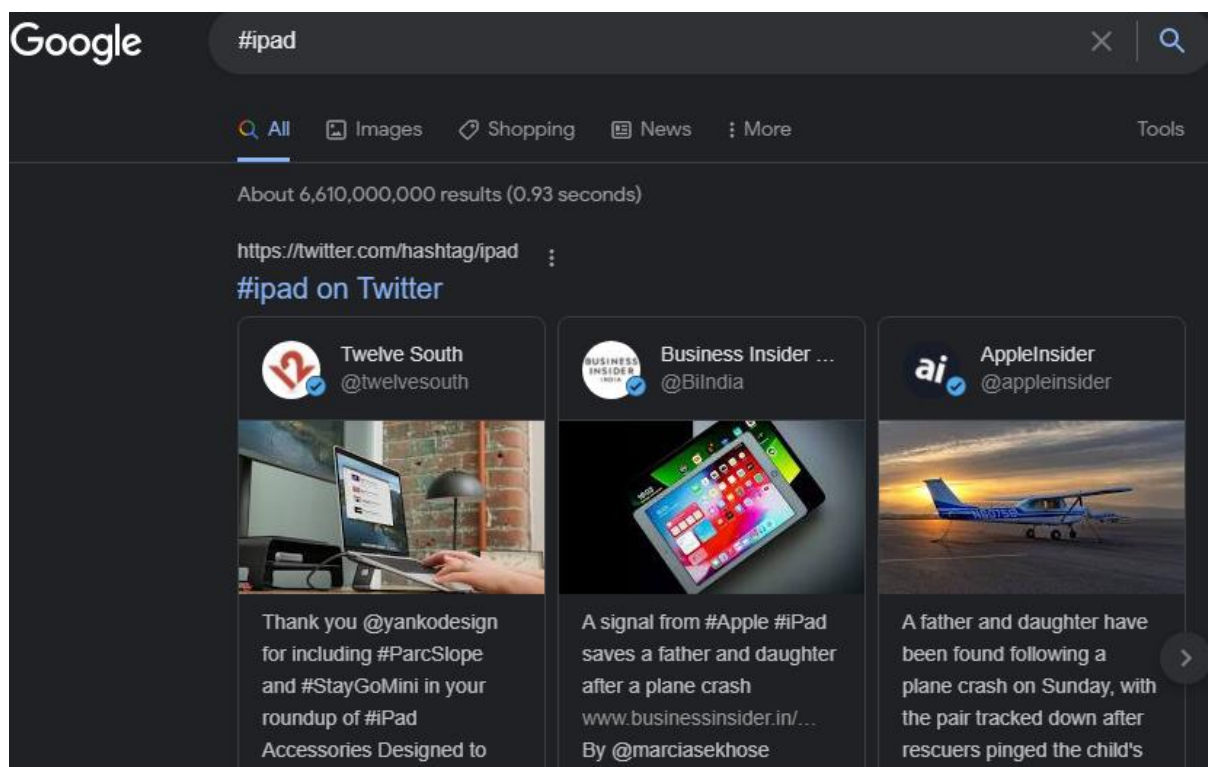 Google
#ipad
All Images Shopping News More Tools
About 6,610,000,000 results (0.93 seconds)
https://twitter.com/hashtag/ipad
#ipad on Twitter
Twelve South
@twelvesouth
Thank you @yankodesign
for including #ParcSlope
and #StayGoMini in your
roundup of #iPad
Accessories Designed to
BUSINESS
INSIDER
INDIA
Business Insider ...
@BiIndia
A signal from #Apple #iPad
saves a father and daughter
after a plane crash
www.businessinsider.in/...
By @marciasekhose
ai
AppleInsider
@appleinsider
A father and daughter have
been found following a
plane crash on Sunday, with
the pair tracked down after
rescuers pinged the child's